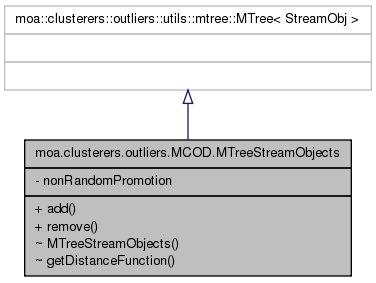 moa::clusterers::outliers::utils::mtree::MTree< StreamObj >
moa.clusterers.outliers.MCOD.MTreeStreamObjects
- nonRandomPromotion
+ add()
+ remove()
~ MTreeStreamObjects()
~ getDistanceFunction()